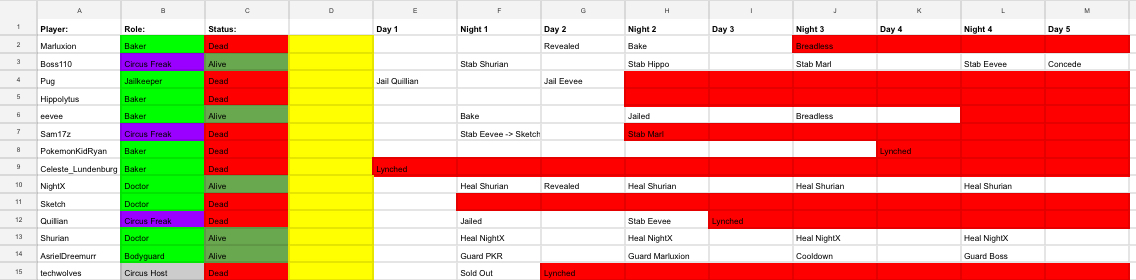 A B C D E F G H I J K L M
1 Player: Role: Status: Day 1 Night 1 Day 2 Night 2 Day 3 Night 3 Day 4 Night 4 Day 5
2 Marluxion Baker Dead Revealed Bake Breadless
3 Boss110 Circus Freak Alive Stab Shurian Stab Hippo Stab Marl Stab Eevee Concede
4 Pug Jailkeeper Dead Jail Quillian Jail Eevee
5 Hippolytus Baker Dead
6 eevee Baker Alive Bake Jailed Breadless
7 Sam17z Circus Freak Dead Stab Eevee -> Sketch Stab Marl
8 PokemonKidRyan Baker Dead Lynched
9 Celeste_Lundenburg Baker Dead Lynched
10 NightX Doctor Alive Heal Shurian Revealed Heal Shurian Heal Shurian Heal Shurian
11 Sketch Doctor Dead
12 Quillian Circus Freak Dead Jailed Stab Eevee Lynched
13 Shurian Doctor Alive Heal NightX Heal NightX Heal NightX Heal NightX
14 AsrielDreemurr Bodyguard Alive Guard PKR Guard Marluxion Cooldown Guard Boss
15 techwolves Circus Host Dead Sold Out Lynched